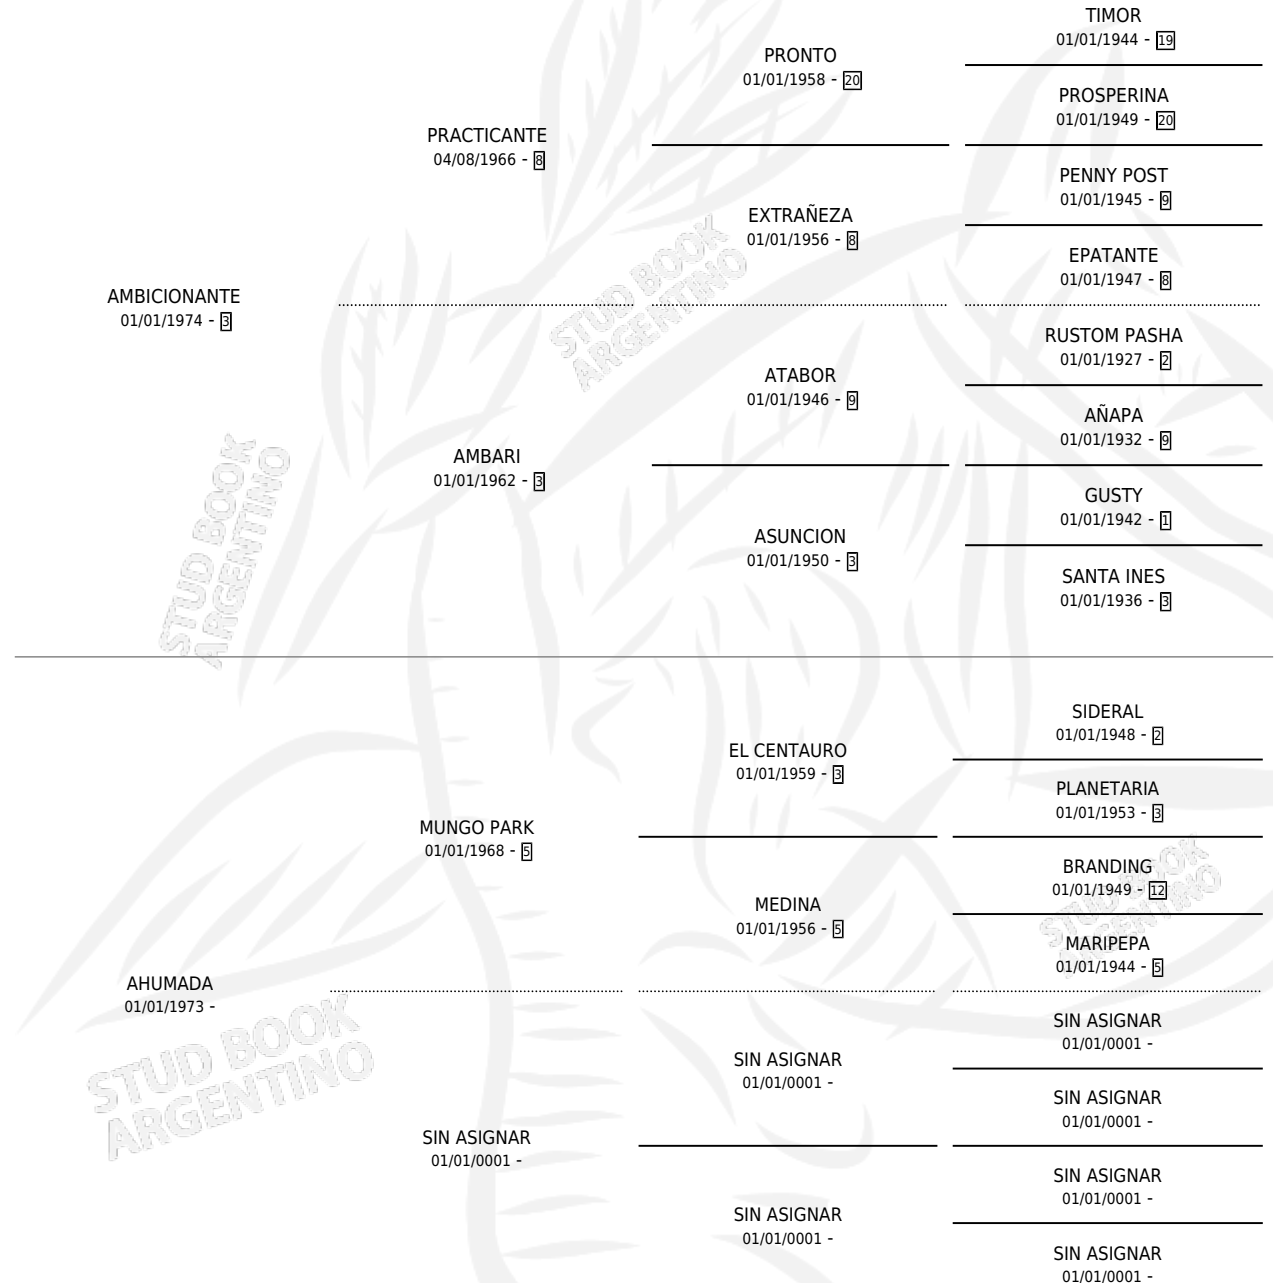 TIMOR
01/01/1944 - 19
PRONTO
01/01/1958 - 20
PROSPERINA
01/01/1949 - 20
PRACTICANTE
04/08/1966 - 8
PENNY POST
01/01/1945 - 9
EXTRAÑEZA
01/01/1956 - 8
EPATANTE
01/01/1947 - 8
AMBICIONANTE
01/01/1974 - 3
RUSTOM PASHA
01/01/1927 - 2
ATABOR
01/01/1946 - 9
AÑAPA
01/01/1932 - 9
AMBARI
01/01/1962 - 3
GUSTY
01/01/1942 - 1
ASUNCION
01/01/1950 - 3
SANTA INES
01/01/1936 - 3
STUD BOOK
ARGENTINO
STUD BOOK
ARGENTINO
SIDERAL
01/01/1948 - 2
EL CENTAURO
01/01/1959 - 3
PLANETARIA
01/01/1953 - 3
MUNGO PARK
01/01/1968 - 5
BRANDING
01/01/1949 - 12
MEDINA
01/01/1956 - 5
MARIPEPA
01/01/1944 - 5
STUD BOOK
ARGENTINO
AHUMADA
01/01/1973 -
SIN ASIGNAR
01/01/0001 -
SIN ASIGNAR
01/01/0001 -
SIN ASIGNAR
01/01/0001 -
SIN ASIGNAR
01/01/0001 -
SIN ASIGNAR
01/01/0001 -
SIN ASIGNAR
01/01/0001 -
SIN ASIGNAR
01/01/0001 -
STUD BOOK
ARGENTINO